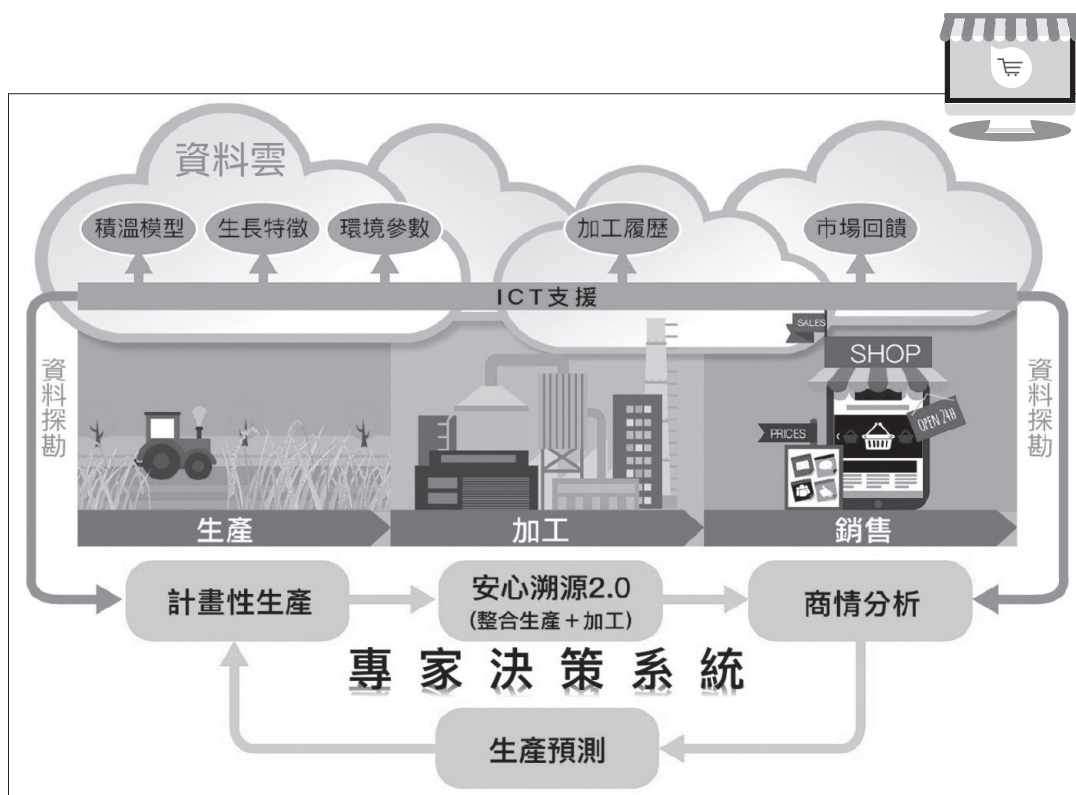 資料雲
積溫模型
生長特徵
環境參數
加工履歷
市場回饋
ICT支援
資料探勘
資料探勘
SALES
SHOP
OPEN 24H
PRICES
生產
加工
銷售
計畫性生產
安心溯源2.0
(整合生產+加工)
商情分析
專家決策系統
生產預測